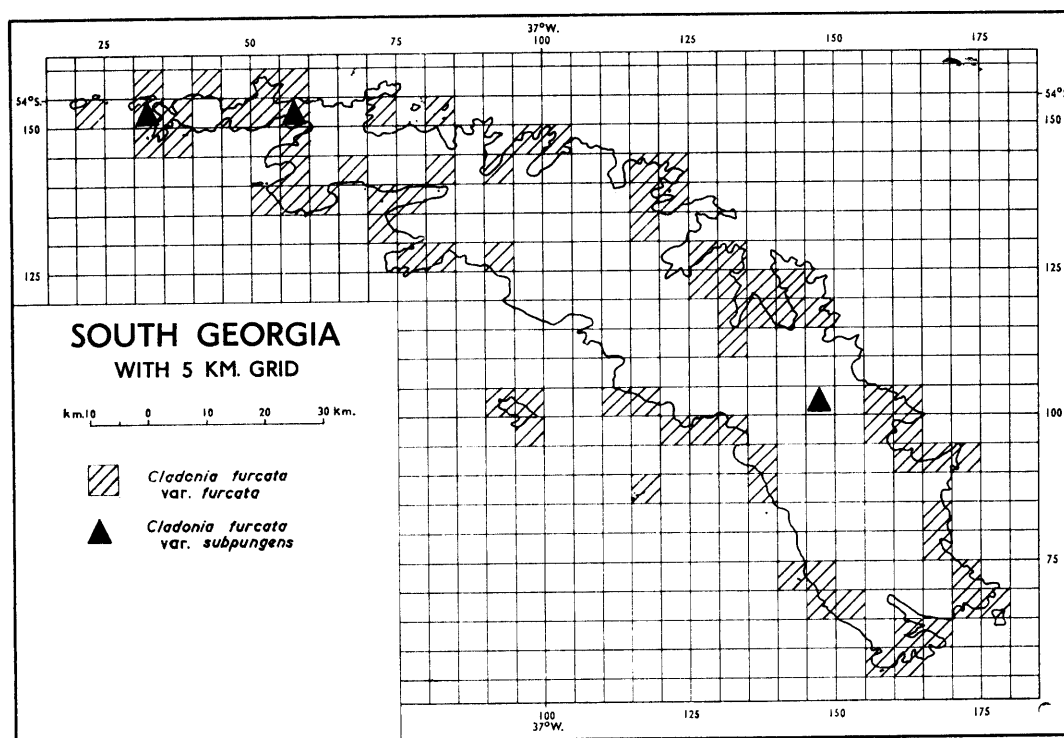 37°W.
25 50 75 100 125 150 175
54°S. 54°S.
150 150
125 125
SOUTH GEORGIA
WITH 5 KM. GRID
km.10 0 10 20 30 km.
100
Cladonia furcata
var. furcata
Cladonia furcata
var. subpungens
75
100 125 150 175
37°W.